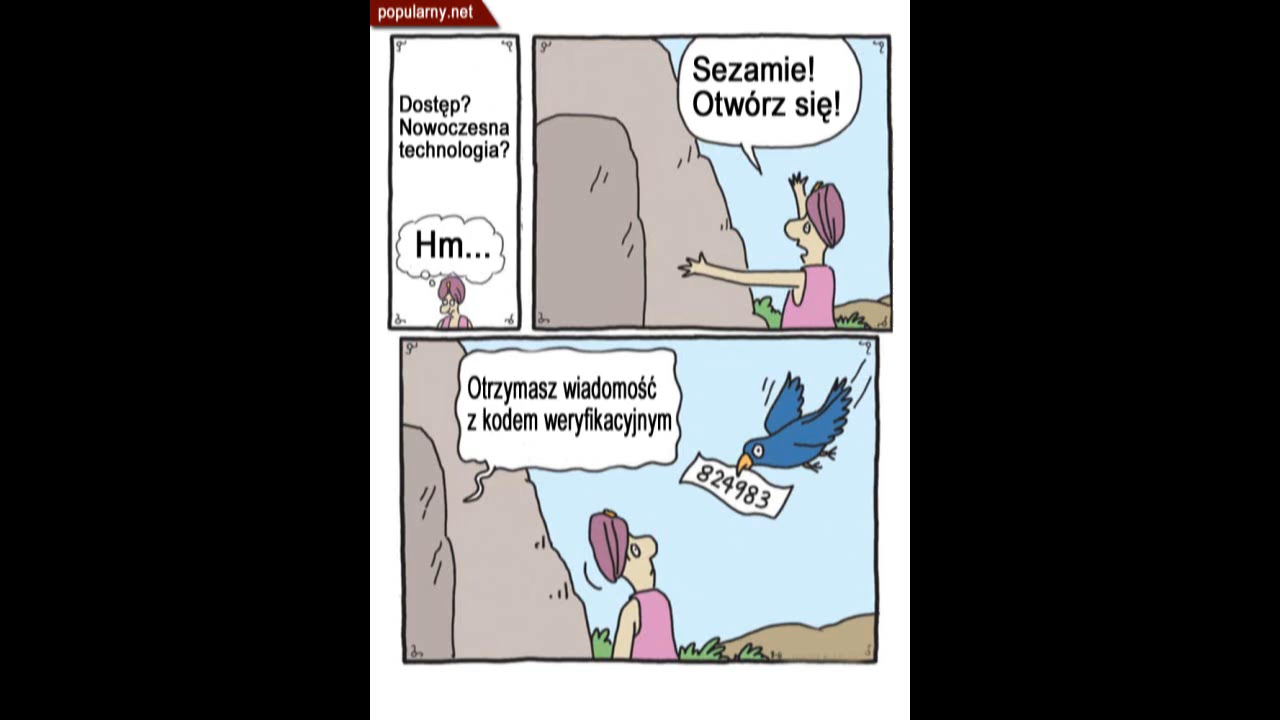 popularny.net
Dostęp?
Nowoczesna
technologia?
Hm...
Sezamie!
Otwórz się!
Otrzymasz wiadomość
z kodem weryfikacyjnym
824983